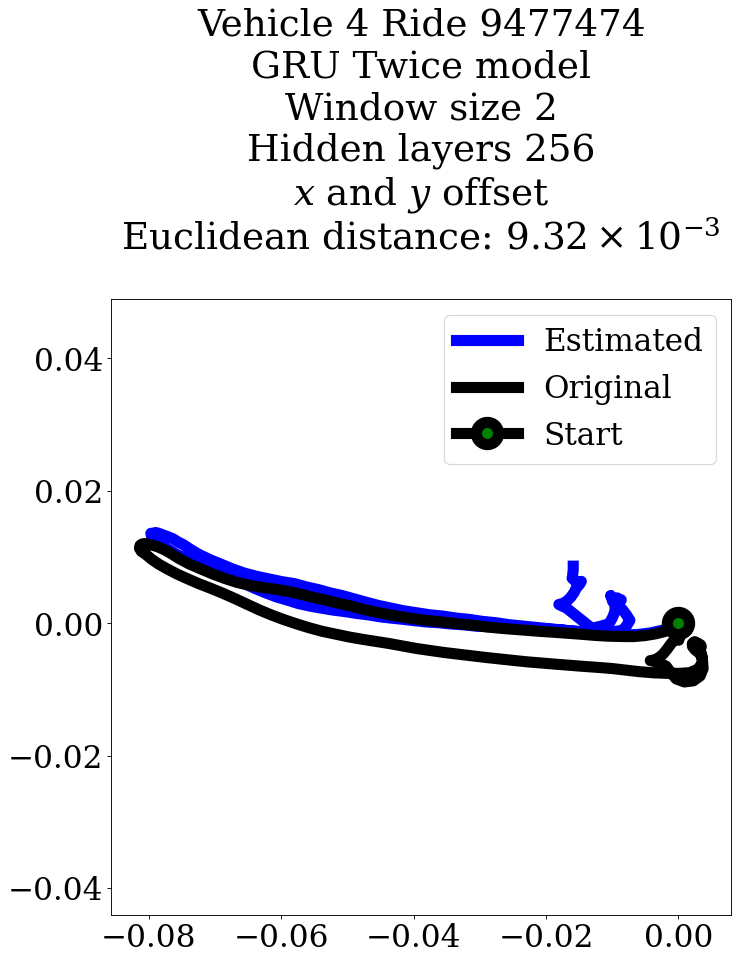 Vehicle 4 Ride 9477474
GRU Twice model
Window size 2
Hidden layers 256
x and y offset
Euclidean distance: 9.32 × 10⁻³
Estimated
Original
Start
0.04
0.02
0.00
−0.02
−0.04
−0.08 −0.06 −0.04 −0.02 0.00